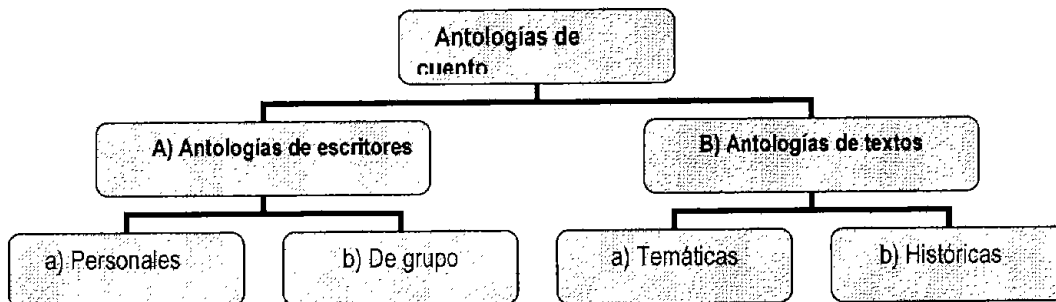 Antologías de
cuento
A) Antologías de escritores
B) Antologías de textos
a) Personales
b) De grupo
a) Temáticas
b) Históricas